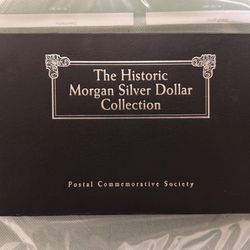 The Historic
Morgan Silver Dollar
Collection
Postal Commemorative Society